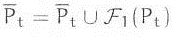 P̅ₜ = P̅ₜ ∪ ℱ₁(Pₜ)